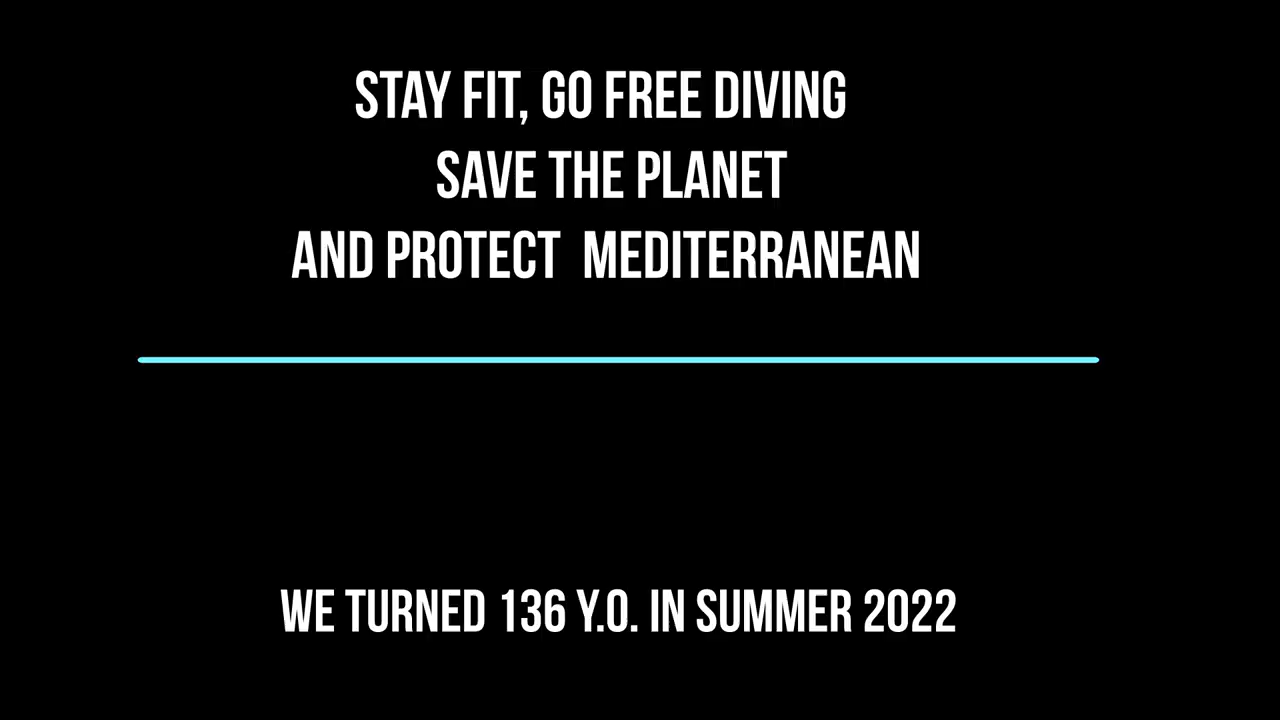 STAY FIT, GO FREE DIVING
SAVE THE PLANET
AND PROTECT MEDITERRANEAN
WE TURNED 136 Y.O. IN SUMMER 2022